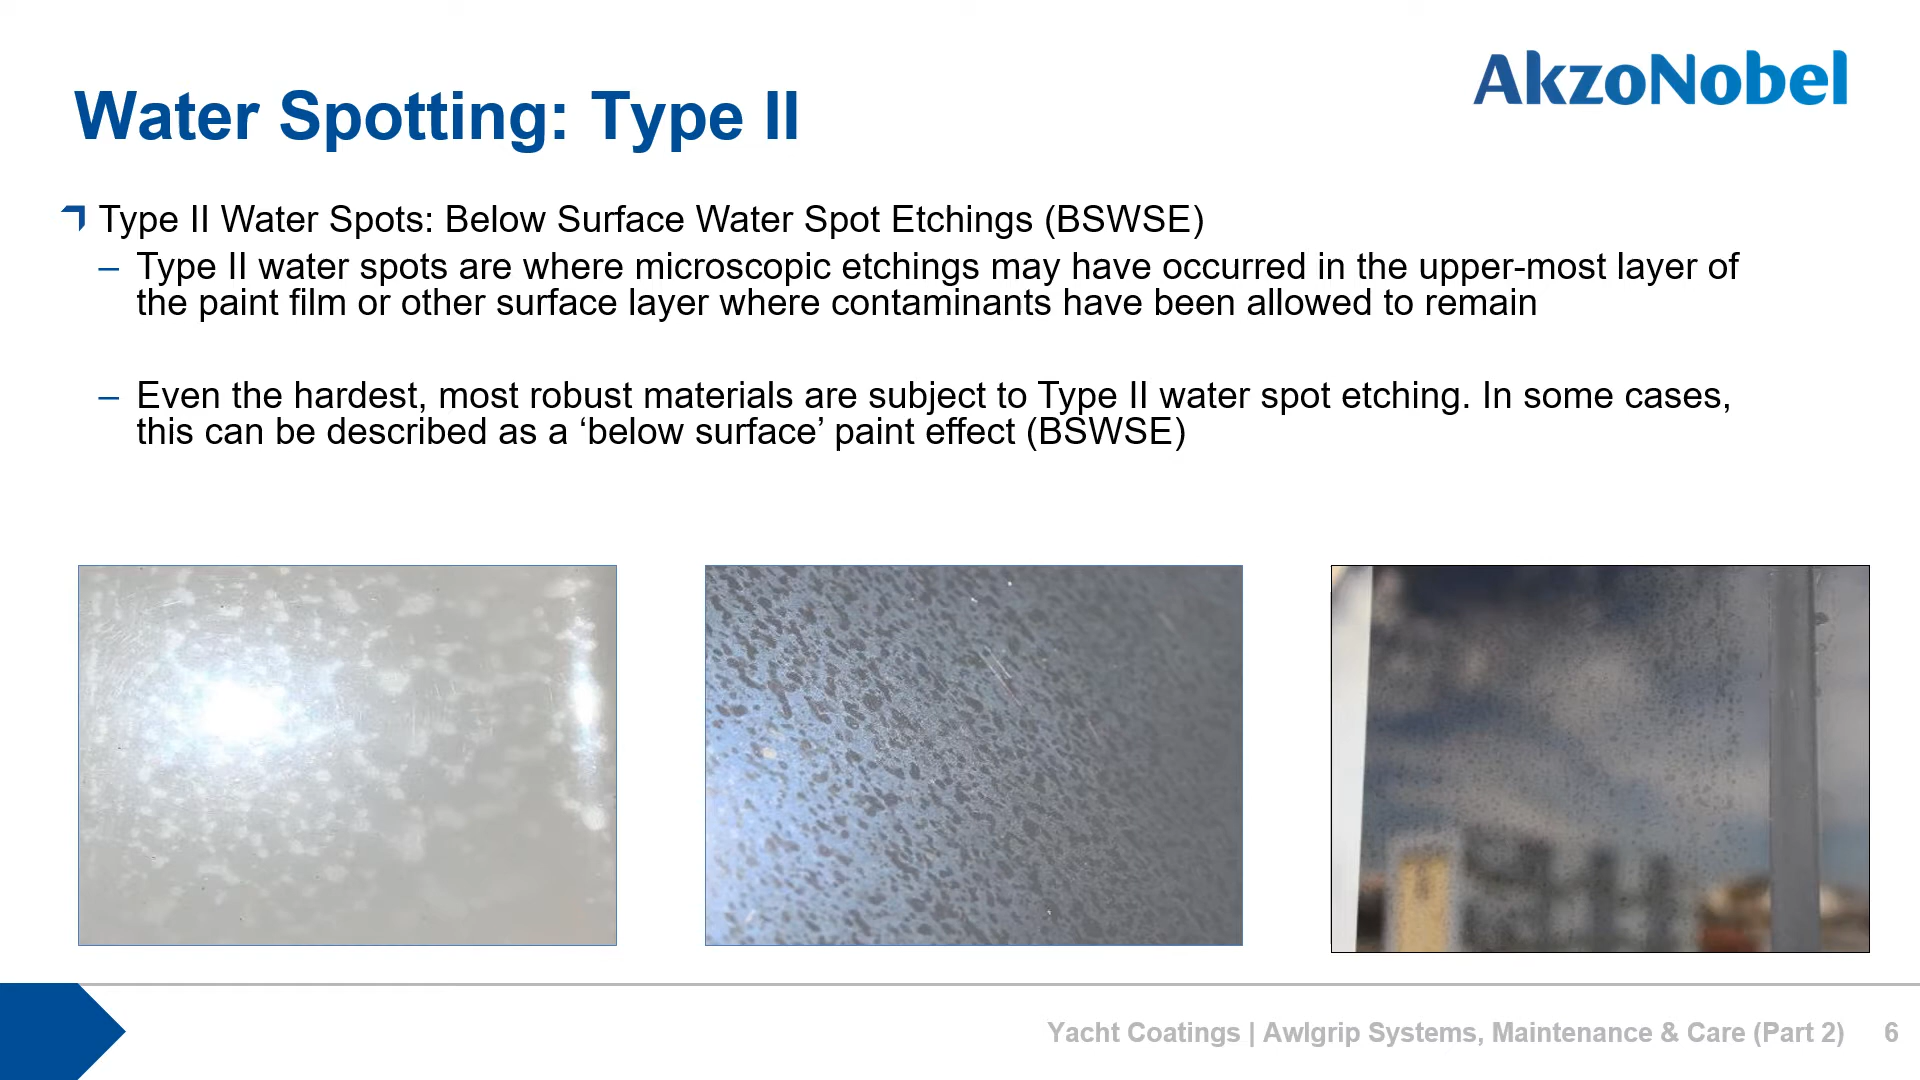 AkzoNobel
Water Spotting: Type II
Type II Water Spots: Below Surface Water Spot Etchings (BSWSE)
– Type II water spots are where microscopic etchings may have occurred in the upper-most layer of
the paint film or other surface layer where contaminants have been allowed to remain
– Even the hardest, most robust materials are subject to Type II water spot etching. In some cases,
this can be described as a ‘below surface’ paint effect (BSWSE)
Yacht Coatings | Awlgrip Systems, Maintenance & Care (Part 2) 6